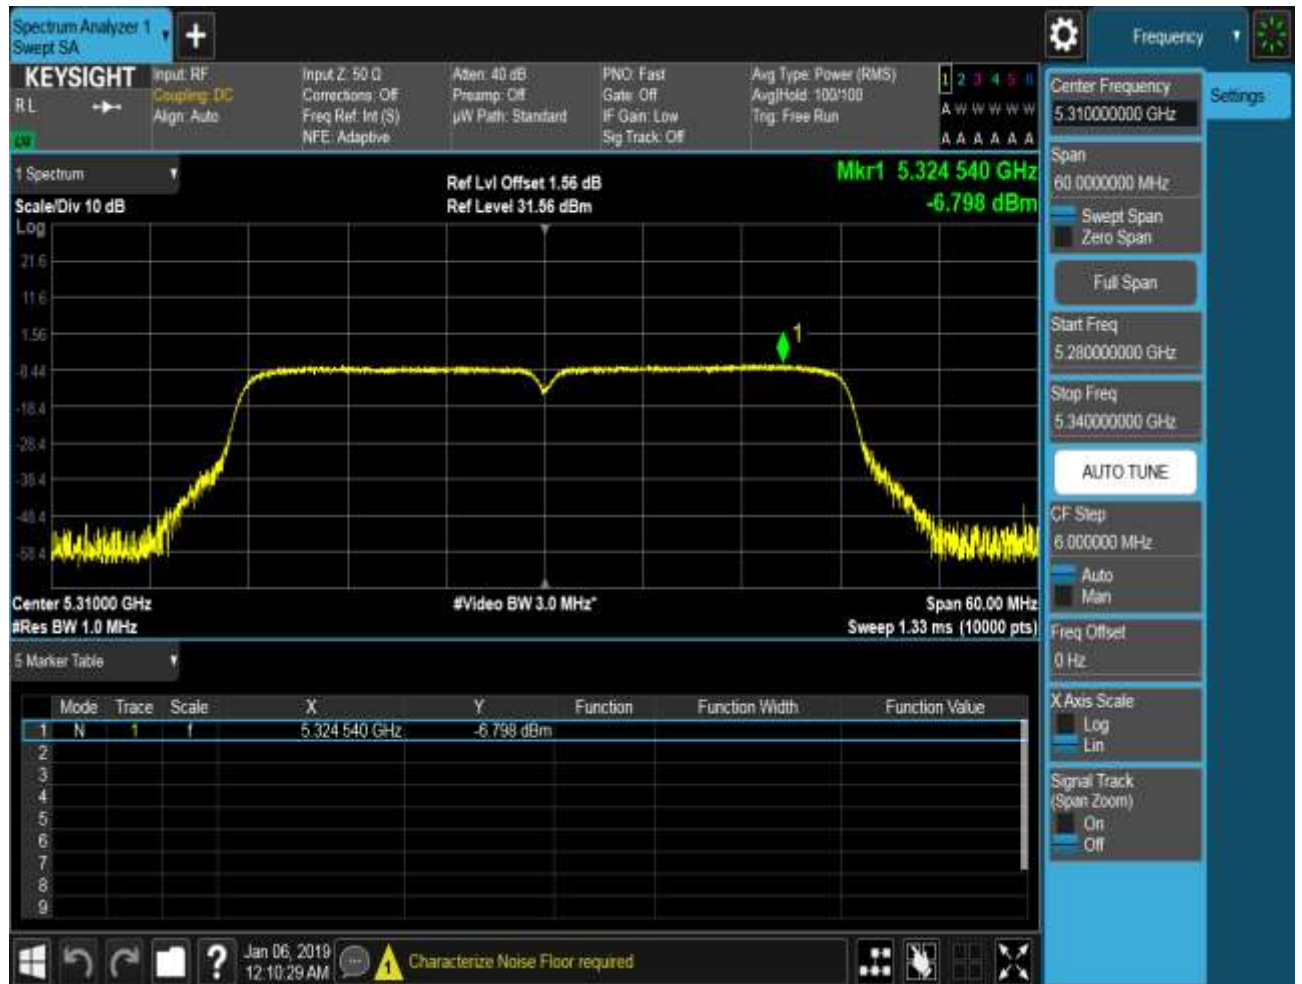 Spectrum Analyzer 1
Swept SA
Frequency
KEYSIGHT
R L
Input: RF
Coupling: DC
Align: Auto
Input Z: 50 Ω
Corrections: Off
Freq Ref: Int (S)
NFE: Adaptive
Atten: 40 dB
Preamp: Off
µW Path: Standard
PNO: Fast
Gate: Off
IF Gain: Low
Sig Track: Off
Avg Type: Power (RMS)
Avg|Hold: 100/100
Trig: Free Run
1 2 3 4 5 6
A W W W W W
A A A A A A
Settings
1 Spectrum
Scale/Div 10 dB
Log
Ref Lvl Offset 1.56 dB
Ref Level 31.56 dBm
Mkr1 5.324 540 GHz
-6.798 dBm
21.6
11.6
1.56
-8.44
-18.4
-28.4
-38.4
-48.4
-58.4
1
Center 5.31000 GHz
#Res BW 1.0 MHz
#Video BW 3.0 MHz*
Span 60.00 MHz
Sweep 1.33 ms (10000 pts)
5 Marker Table
Mode Trace Scale X Y Function Function Width Function Value
1 N 1 f 5.324 540 GHz -6.798 dBm
2
3
4
5
6
7
8
9
Center Frequency
5.310000000 GHz
Span
60.0000000 MHz
Swept Span
Zero Span
Full Span
Start Freq
5.280000000 GHz
Stop Freq
5.340000000 GHz
AUTO TUNE
CF Step
6.000000 MHz
Auto
Man
Freq Offset
0 Hz
X Axis Scale
Log
Lin
Signal Track
(Span Zoom)
On
Off
Jan 06, 2019
12:10:29 AM
Characterize Noise Floor required